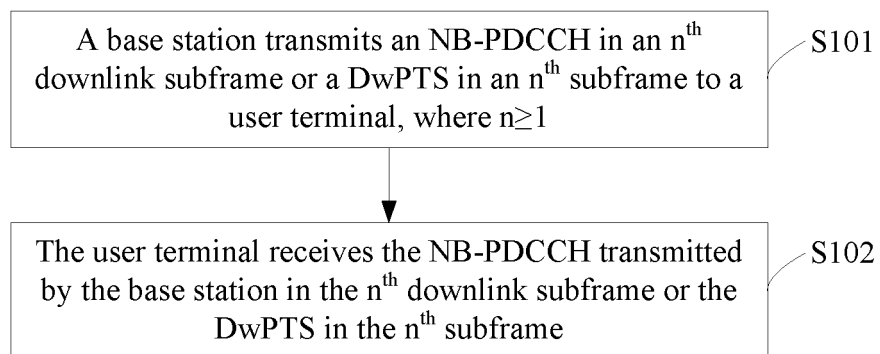 A base station transmits an NB-PDCCH in an nth
downlink subframe or a DwPTS in an nth subframe to a
user terminal, where n≥1
S101
The user terminal receives the NB-PDCCH transmitted
by the base station in the nth downlink subframe or the
DwPTS in the nth subframe
S102